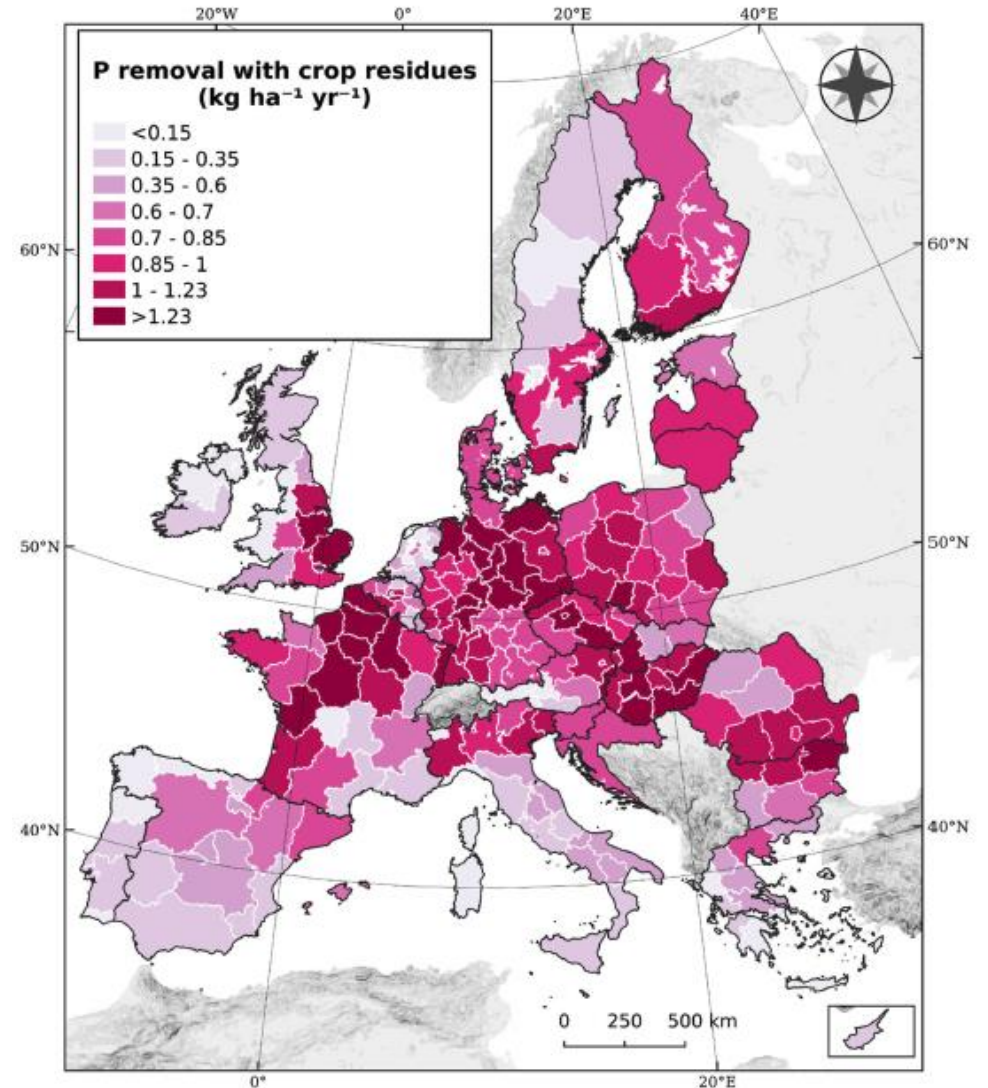 20°W 0° 20°E 40°E
P removal with crop residues
(kg ha⁻¹ yr⁻¹)
<0.15
0.15 - 0.35
0.35 - 0.6
0.6 - 0.7
0.7 - 0.85
0.85 - 1
1 - 1.23
>1.23
60°N 60°N
50°N 50°N
40°N 40°N
0 250 500 km
0° 20°E